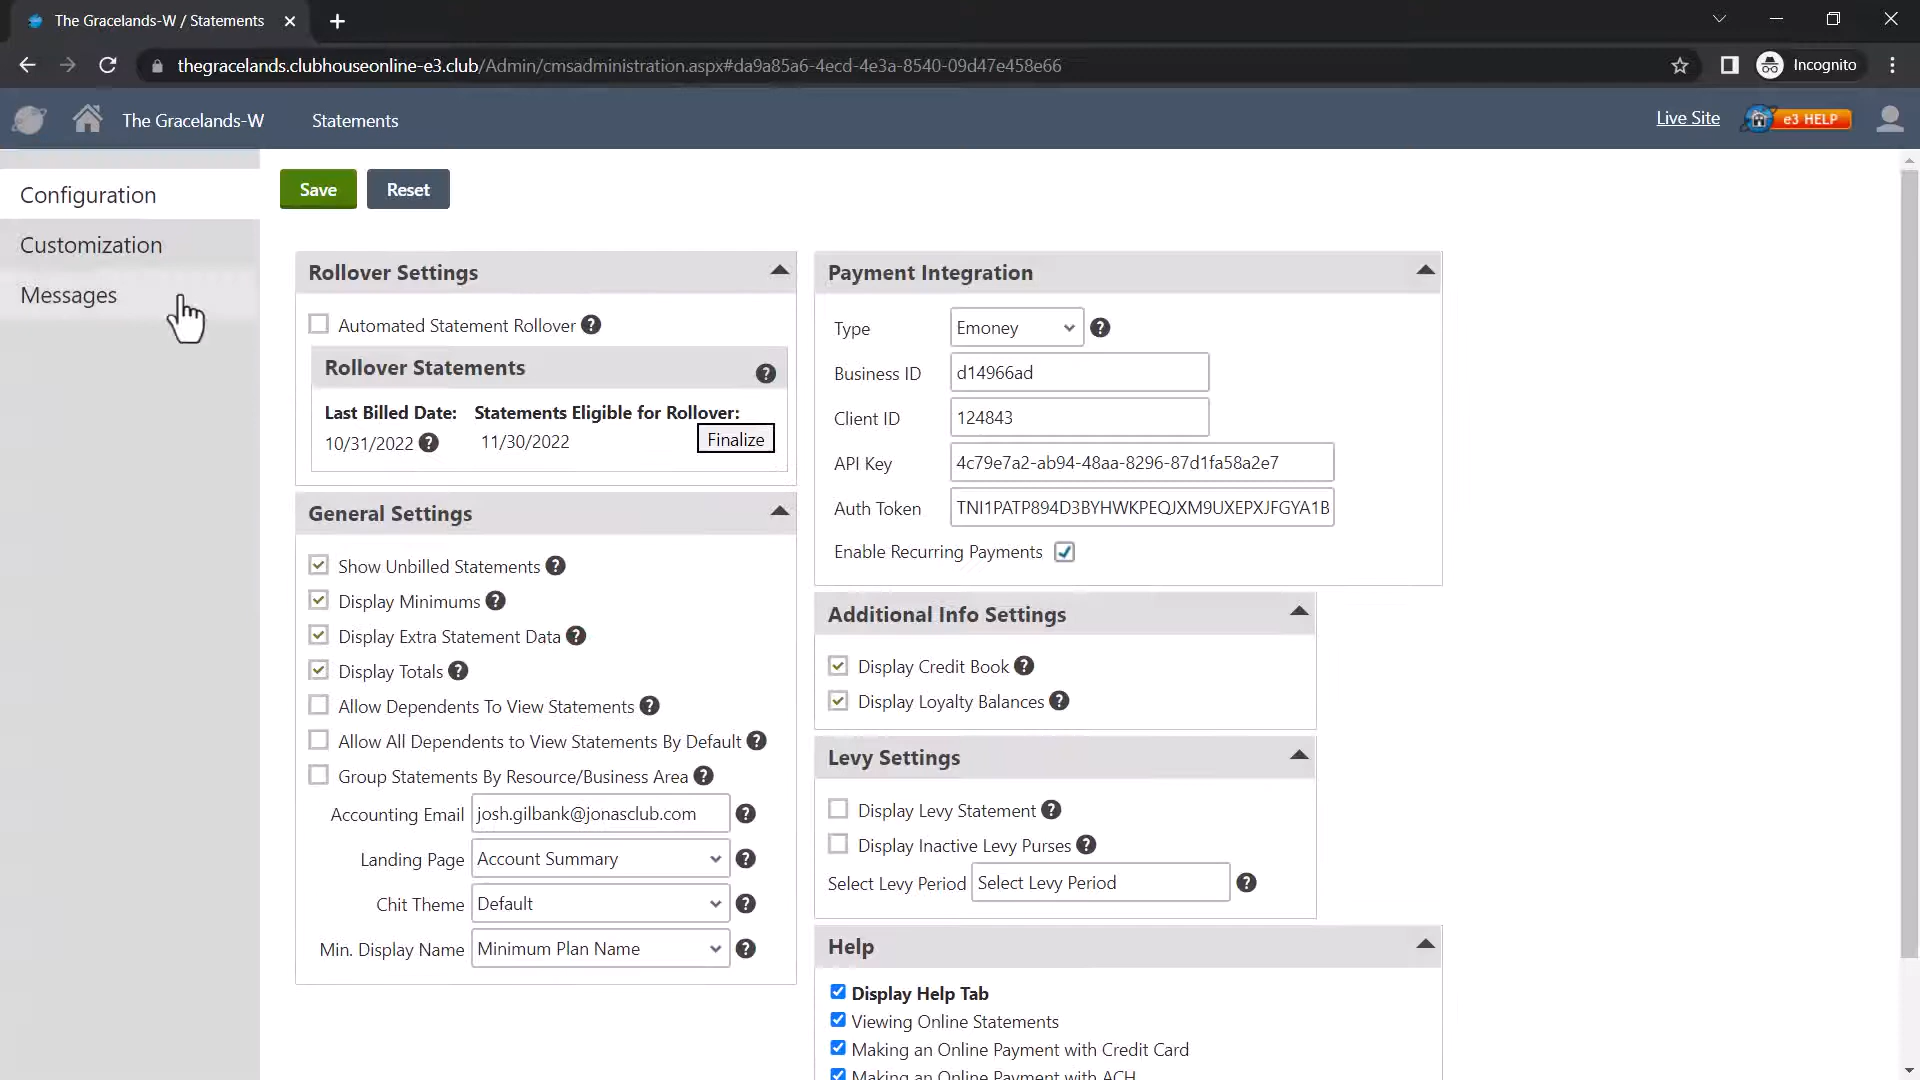 The Gracelands-W / Statements
thegracelands.clubhouseonline-e3.club/Admin/cmsadministration.aspx#da9a85a6-4ecd-4e3a-8540-09d47e458e66
Incognito
The Gracelands-W
Statements
Live Site
e3 HELP
Configuration
Customization
Messages
Save
Reset
Rollover Settings
Automated Statement Rollover ?
Rollover Statements ?
Last Billed Date: Statements Eligible for Rollover:
10/31/2022 ? 11/30/2022 Finalize
General Settings
Show Unbilled Statements ?
Display Minimums ?
Display Extra Statement Data ?
Display Totals ?
Allow Dependents To View Statements ?
Allow All Dependents to View Statements By Default ?
Group Statements By Resource/Business Area ?
Accounting Email josh.gilbank@jonasclub.com ?
Landing Page Account Summary ?
Chit Theme Default ?
Min. Display Name Minimum Plan Name ?
Payment Integration
Type Emoney ?
Business ID d14966ad
Client ID 124843
API Key 4c79e7a2-ab94-48aa-8296-87d1fa58a2e7
Auth Token TNI1PATP894D3BYHWKPEQJXM9UXEPXJFGYA1B
Enable Recurring Payments
Additional Info Settings
Display Credit Book ?
Display Loyalty Balances ?
Levy Settings
Display Levy Statement ?
Display Inactive Levy Purses ?
Select Levy Period Select Levy Period ?
Help
Display Help Tab
Viewing Online Statements
Making an Online Payment with Credit Card
Making an Online Payment with ACH